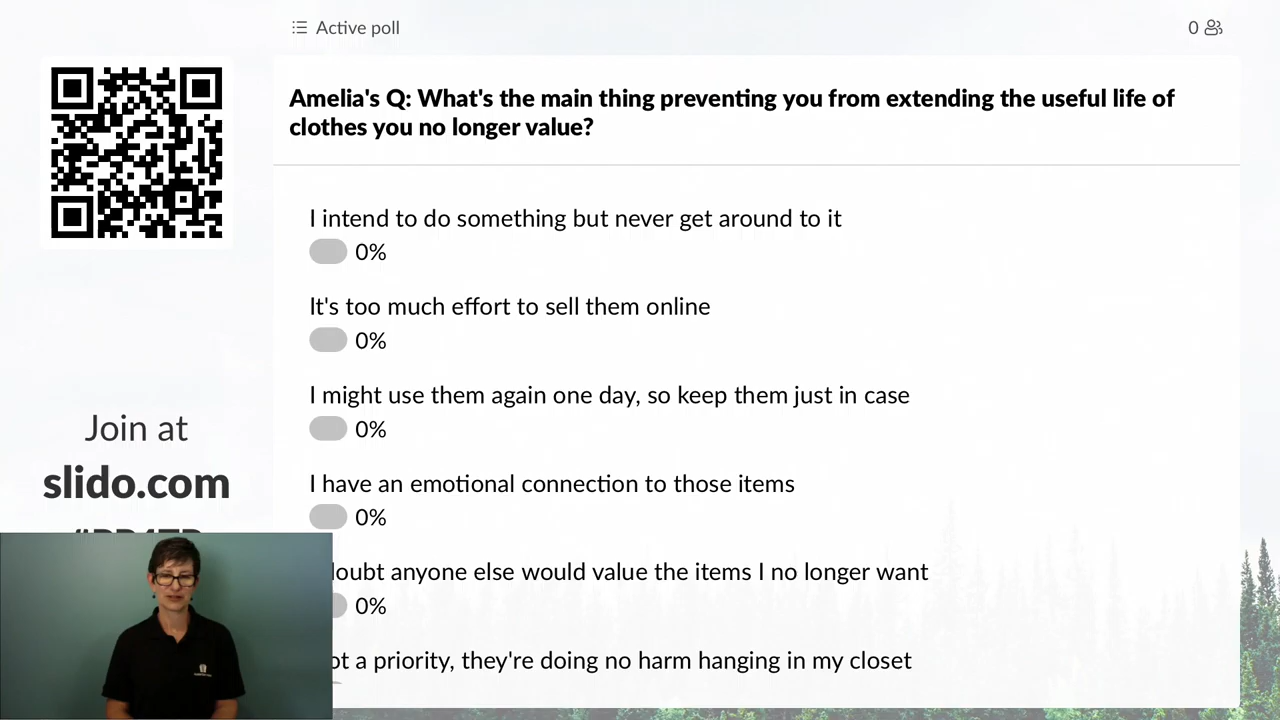 Active poll
0
Amelia's Q: What's the main thing preventing you from extending the useful life of
clothes you no longer value?
I intend to do something but never get around to it
0%
It's too much effort to sell them online
0%
I might use them again one day, so keep them just in case
0%
I have an emotional connection to those items
0%
doubt anyone else would value the items I no longer want
0%
a priority, they're doing no harm hanging in my closet
Join at
slido.com